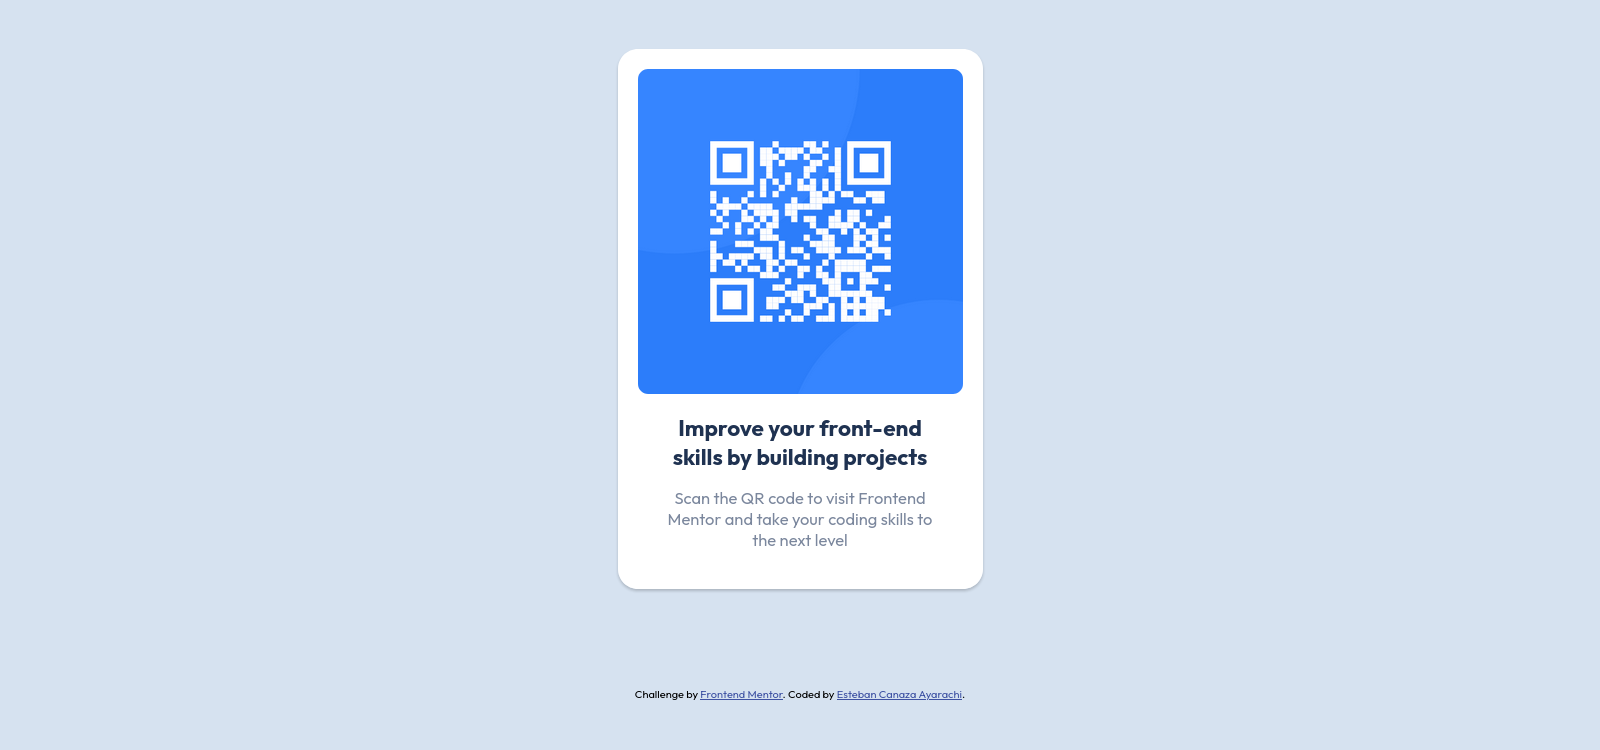 Improve your front-end
skills by building projects
Scan the QR code to visit Frontend
Mentor and take your coding skills to
the next level
Challenge by Frontend Mentor. Coded by Esteban Canaza Ayarachi.